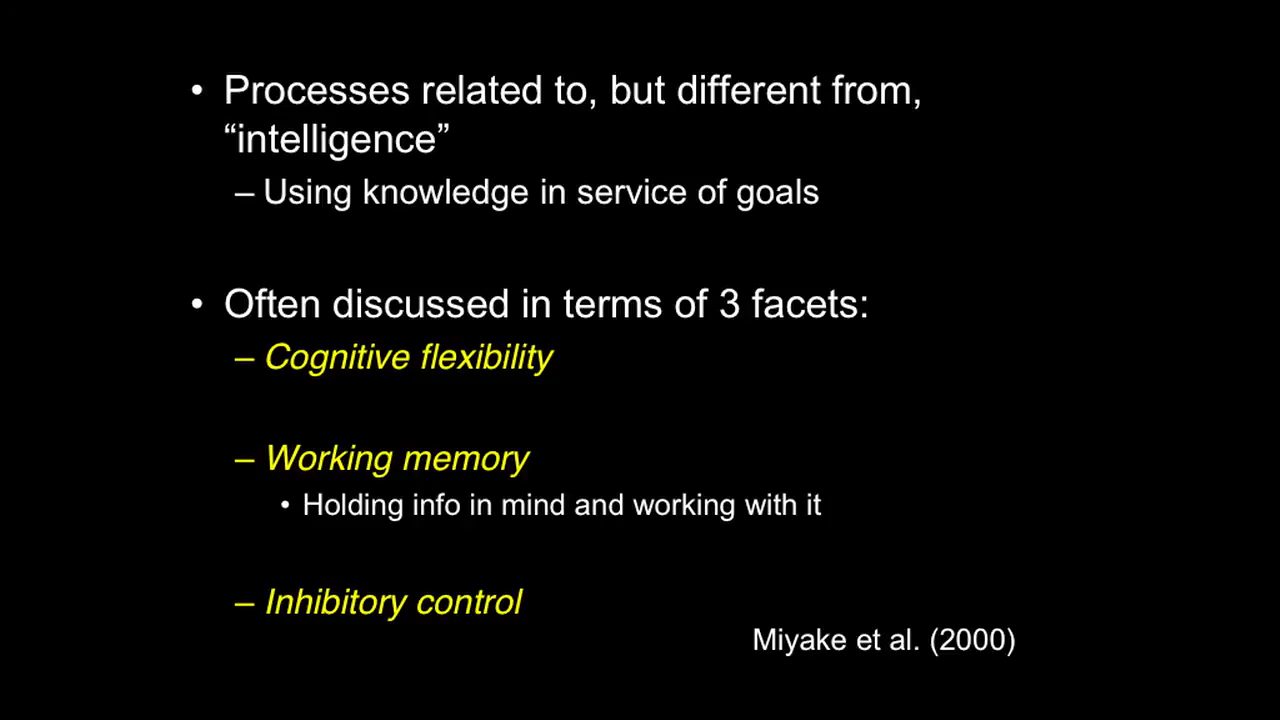 • Processes related to, but different from,
“intelligence”
– Using knowledge in service of goals
• Often discussed in terms of 3 facets:
– Cognitive flexibility
– Working memory
• Holding info in mind and working with it
– Inhibitory control
Miyake et al. (2000)